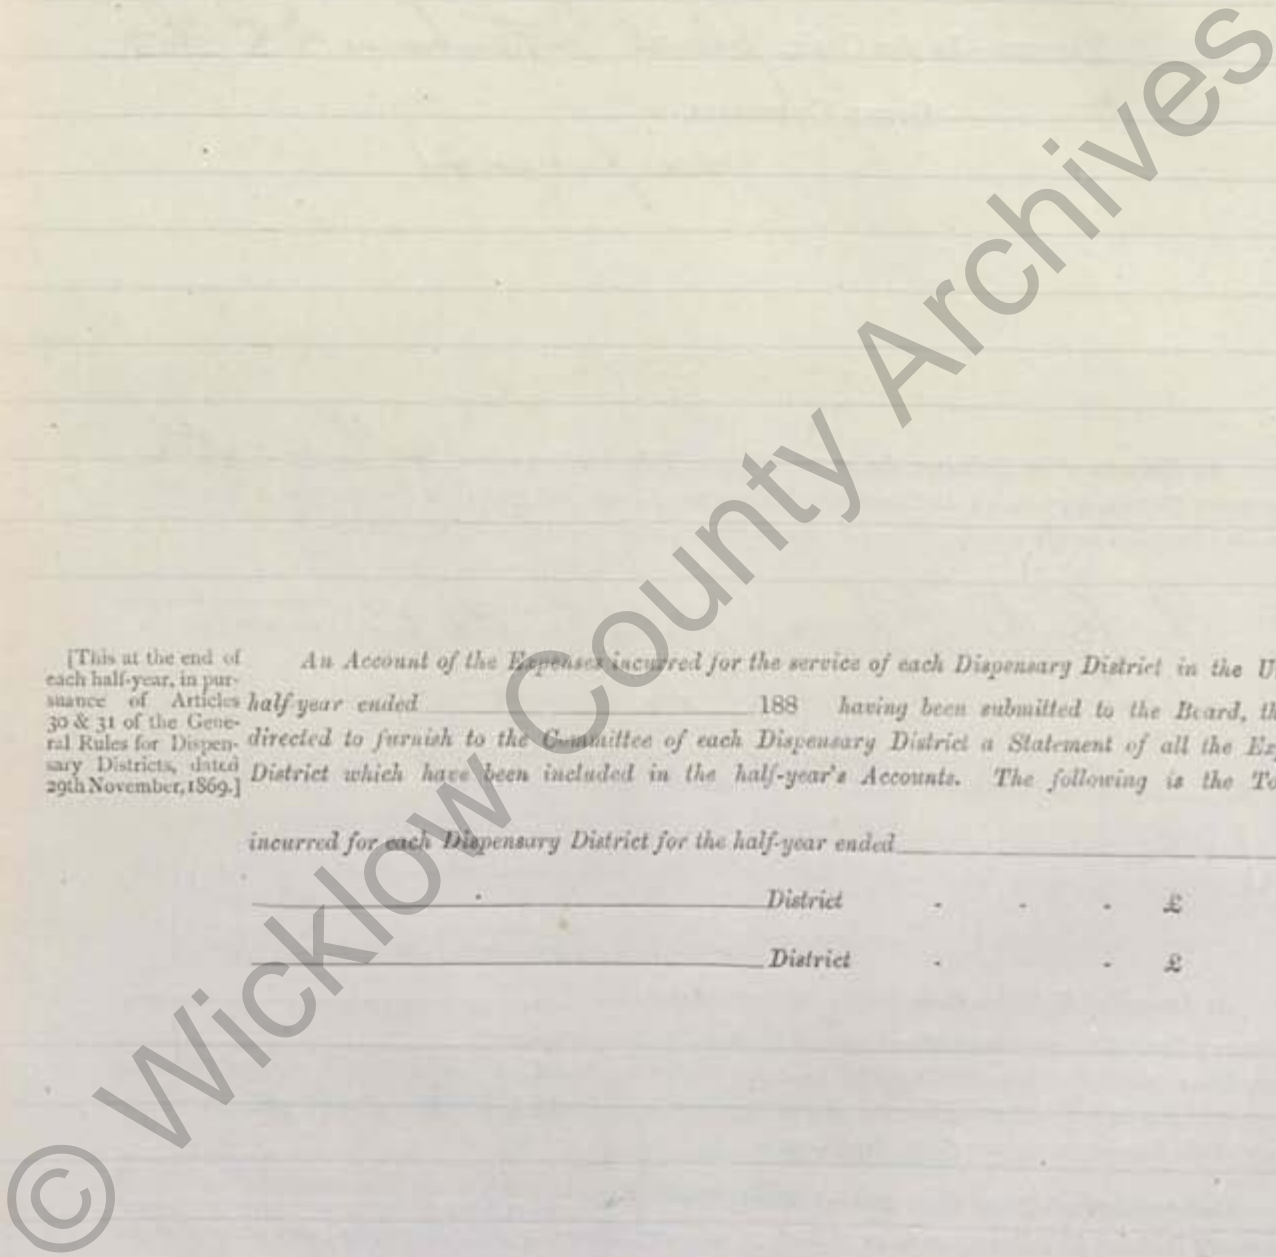 [This at the end of
each half-year, in pur-
suance of Articles
30 & 31 of the Gene-
ral Rules for Dispen-
sary Districts, dated
29th November, 1869.]
An Account of the Expenses incurred for the service of each Dispensary District in the U
half-year ended 188 having been submitted to the Board, th
directed to furnish to the Committee of each Dispensary District a Statement of all the Ex
District which have been included in the half-year's Accounts. The following is the To
incurred for each Dispensary District for the half-year ended
District - - - £
District - - £
© Wicklow County Archives